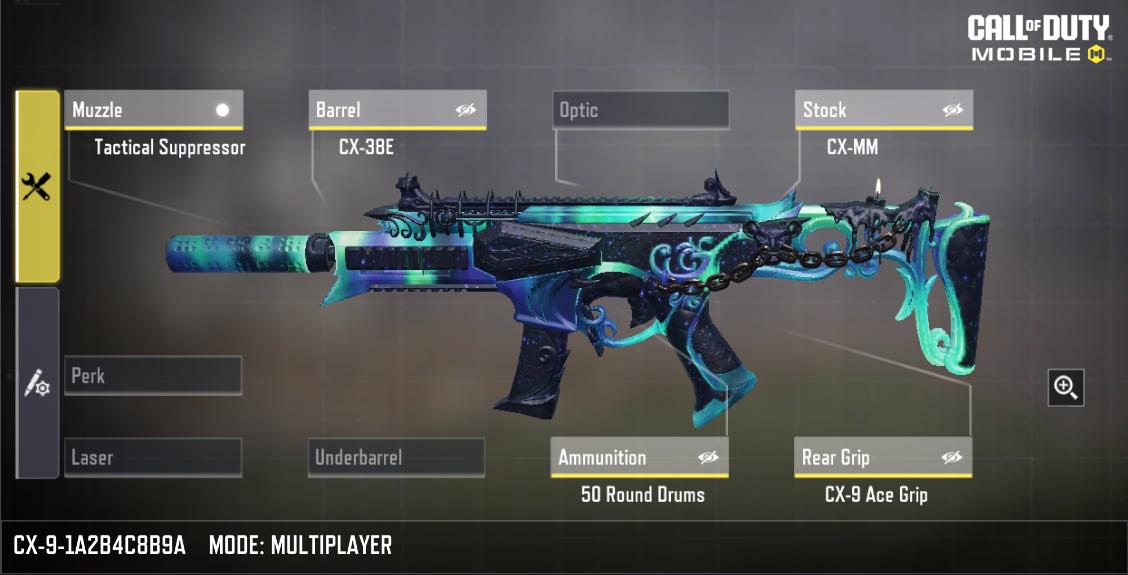 CALL OF DUTY
MOBILE
Muzzle
Barrel
Optic
Stock
Tactical Suppressor
CX-38E
CX-MM
Perk
Laser
Underbarrel
Ammunition
Rear Grip
50 Round Drums
CX-9 Ace Grip
CX-9-1A2B4C8B9A MODE: MULTIPLAYER